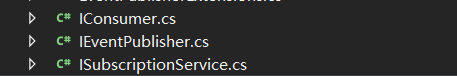 C# IConsumer.cs
C# IEventPublisher.cs
C# ISubscriptionService.cs